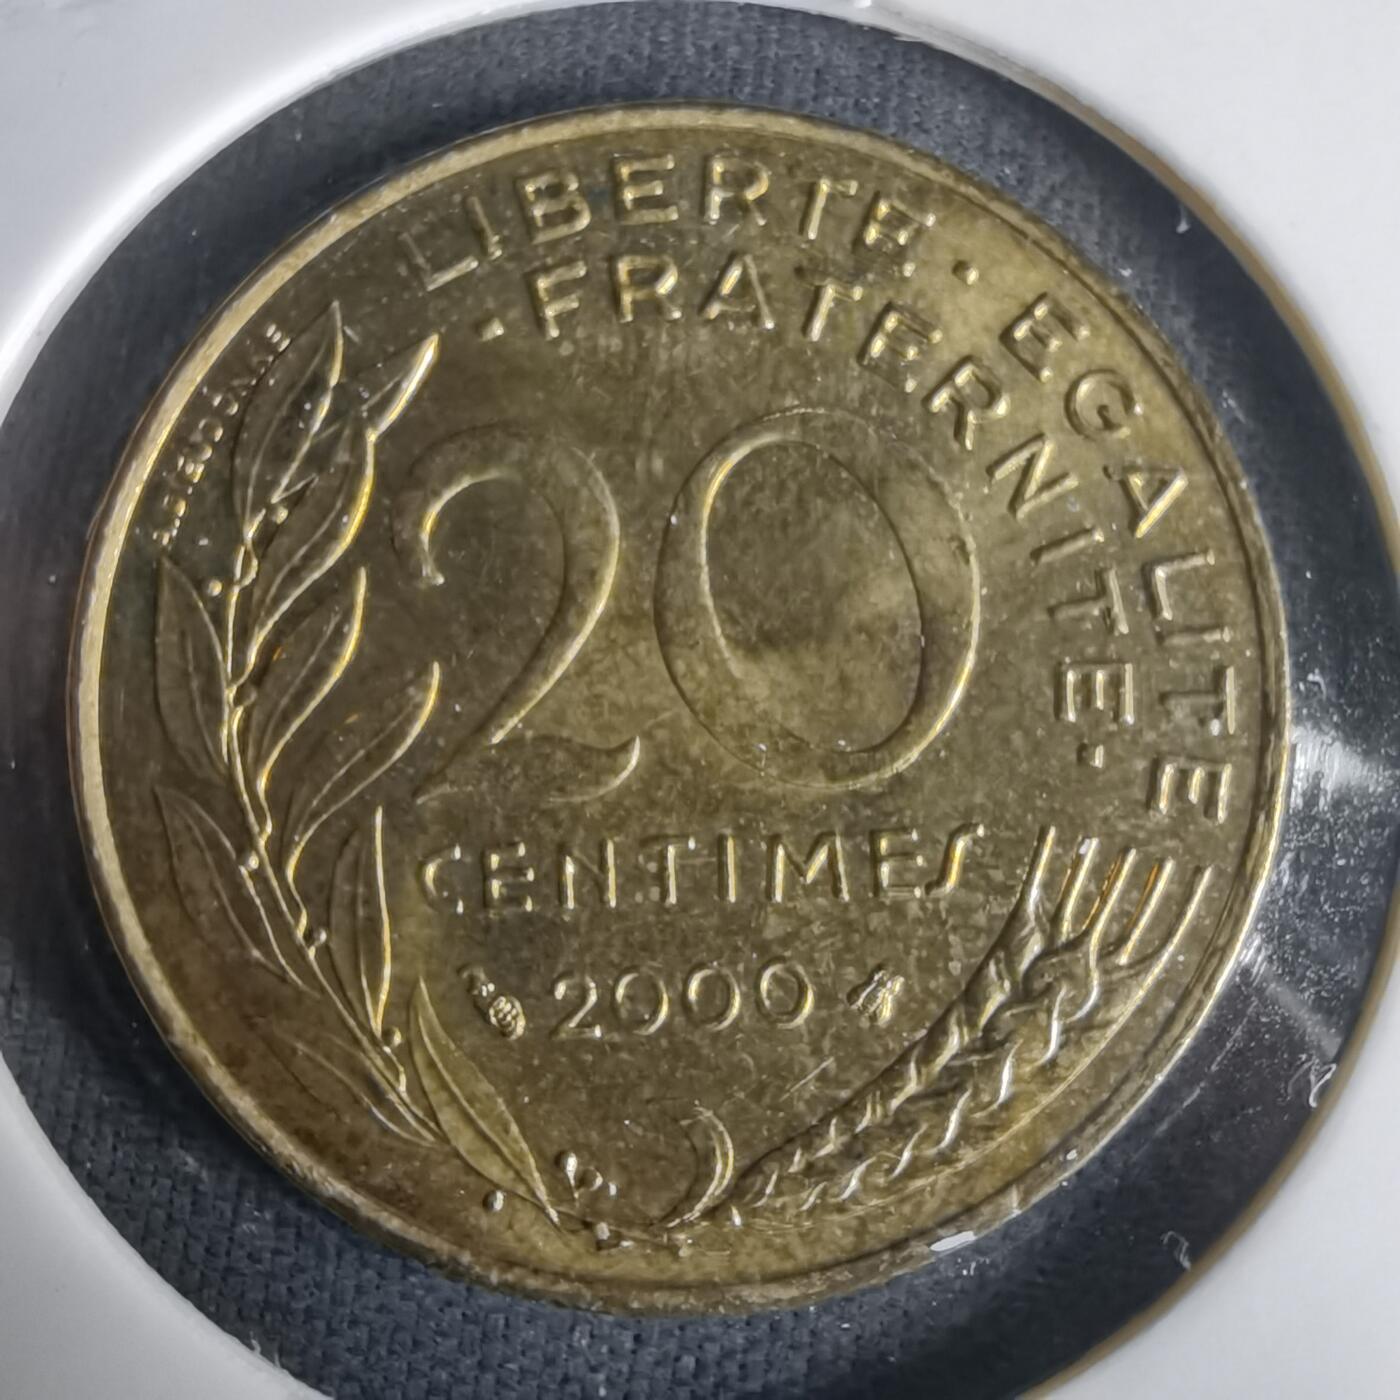 LIBERTE · EGALITE
· FRATERNITE ·
20
CENTIMES
2000